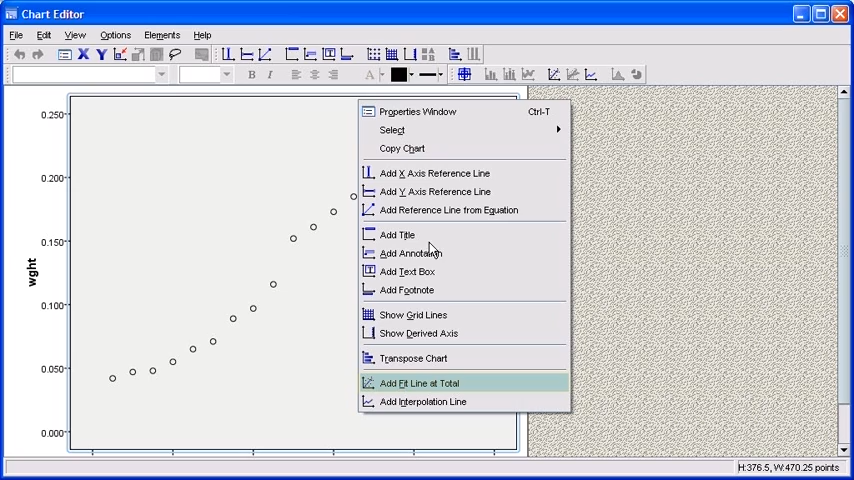 Chart Editor
File Edit View Options Elements Help
X Y
B I A
0.250
0.200
0.150
0.100
0.050
0.000
wght
Properties Window Ctrl-T
Select
Copy Chart
Add X Axis Reference Line
Add Y Axis Reference Line
Add Reference Line from Equation
Add Title
Add Annotation
Add Text Box
Add Footnote
Show Grid Lines
Show Derived Axis
Transpose Chart
Add Fit Line at Total
Add Interpolation Line
H:376.5, W:470.25 points